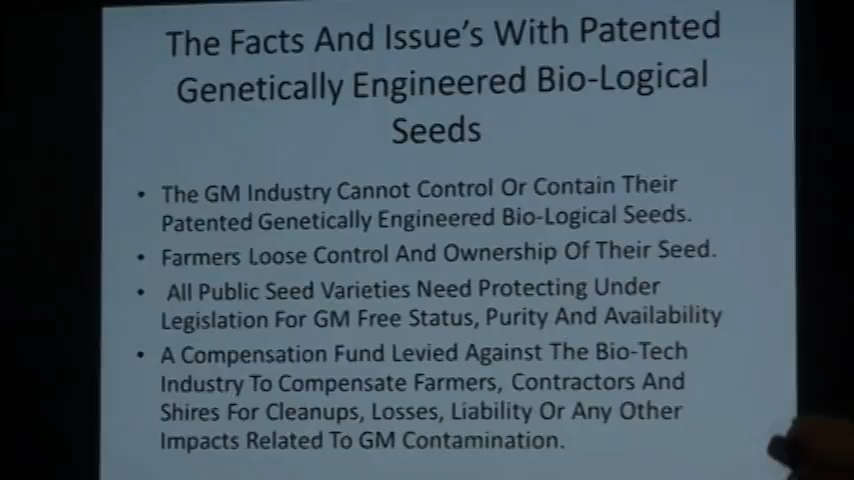 The Facts And Issue's With Patented
Genetically Engineered Bio-Logical
Seeds
• The GM Industry Cannot Control Or Contain Their
Patented Genetically Engineered Bio-Logical Seeds.
• Farmers Loose Control And Ownership Of Their Seed.
• All Public Seed Varieties Need Protecting Under
Legislation For GM Free Status, Purity And Availability
• A Compensation Fund Levied Against The Bio-Tech
Industry To Compensate Farmers, Contractors And
Shires For Cleanups, Losses, Liability Or Any Other
Impacts Related To GM Contamination.